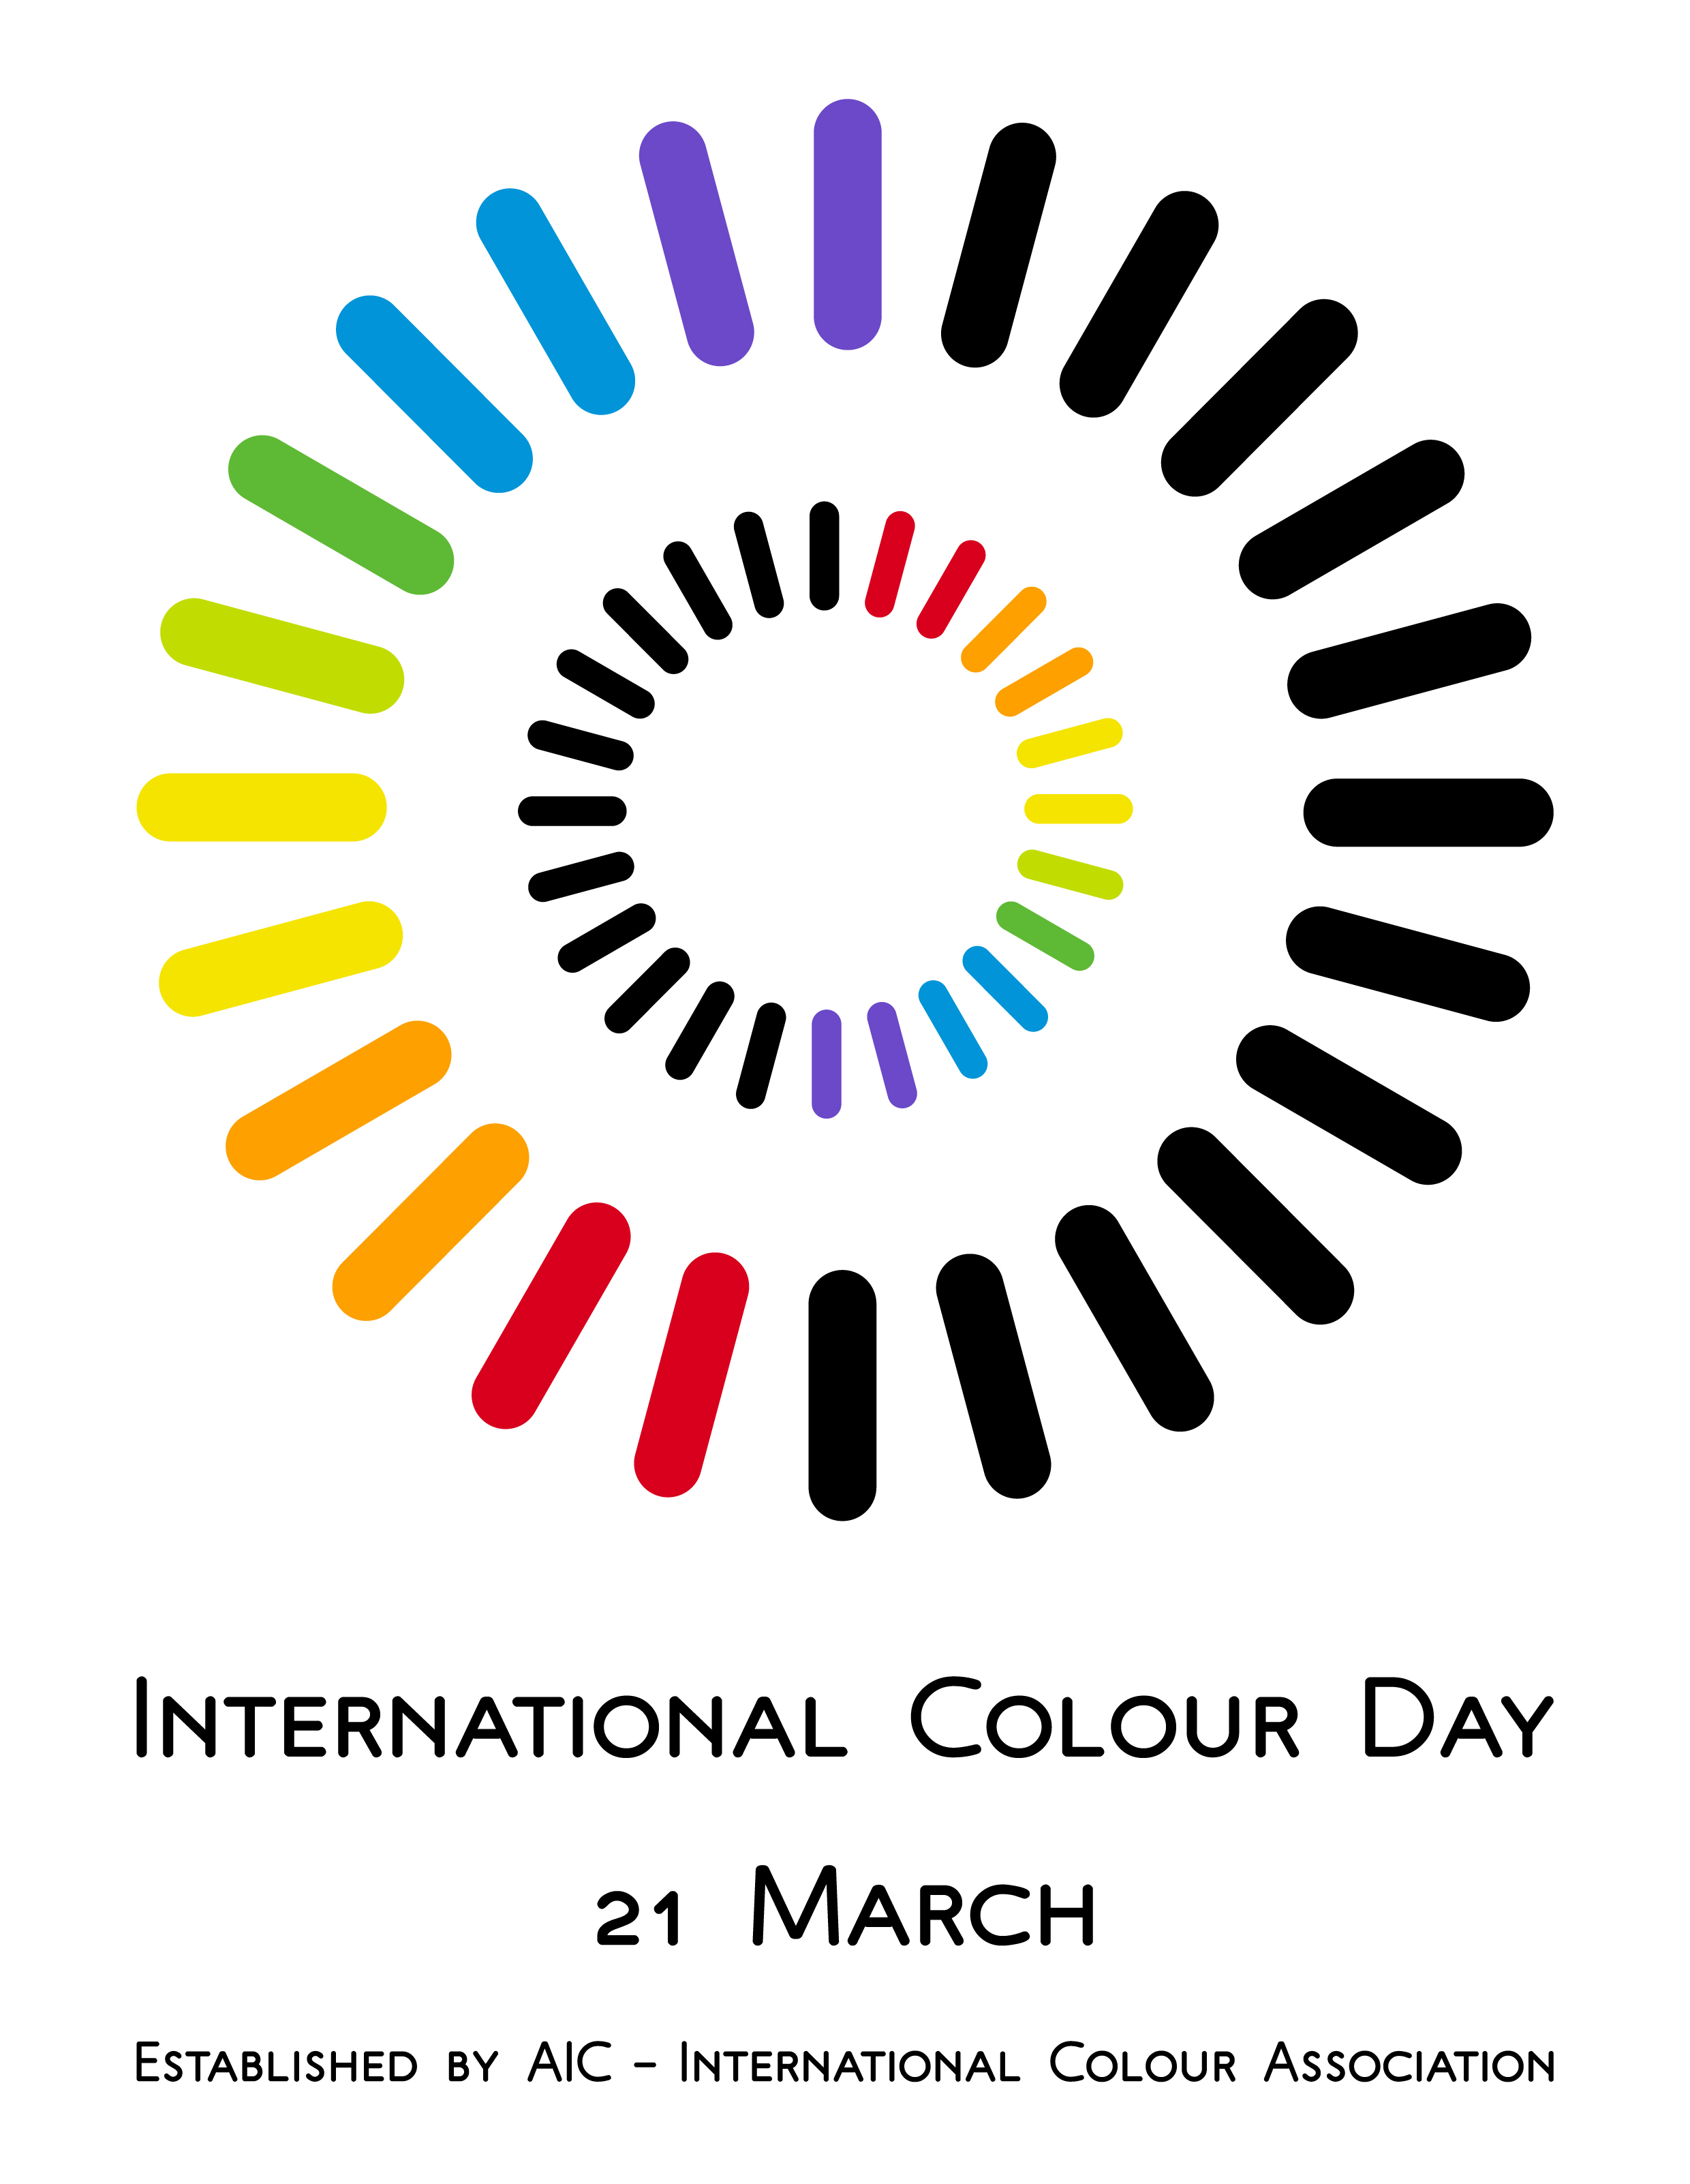 International Colour Day
21 March
Established by AIC – International Colour Association